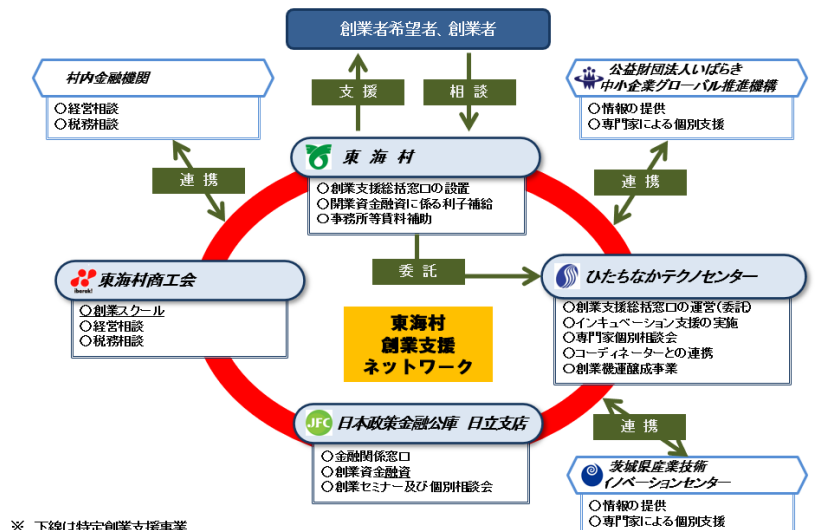 創業者希望者、創業者
村内金融機関
○経営相談
○税務相談
支援
相談
公益財団法人いばらき
中小企業グローバル推進機構
○情報の提供
○専門家による個別支援
連携
連携
東海村
○創業支援総括窓口の設置
○開業資金融資に係る利子補給
○事務所等賃料補助
委託
ibaraki
東海村商工会
○創業スクール
○経営相談
○税務相談
ひたちなかテクノセンター
○創業支援総括窓口の運営(委託)
○インキュベーション支援の実施
○専門家個別相談会
○コーディネーターとの連携
○創業機運醸成事業
東海村
創業支援
ネットワーク
JFC 日本政策金融公庫 日立支店
○金融関係窓口
○創業資金融資
○創業セミナー及び個別相談会
連携
茨城県産業技術
イノベーションセンター
○情報の提供
○専門家による個別支援
※ 下線は特定創業支援事業